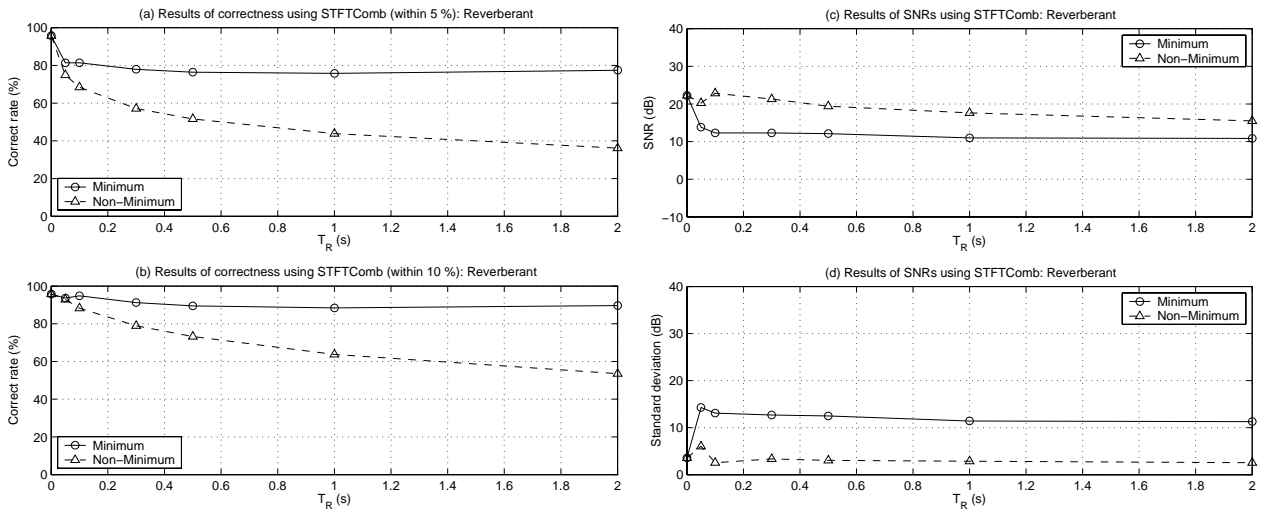 (a) Results of correctness using STFTComb (within 5 %): Reverberant
100
80
60
40
20
0
Correct rate (%)
Minimum
Non−Minimum
0 0.2 0.4 0.6 0.8 1 1.2 1.4 1.6 1.8 2
T_R (s)
(c) Results of SNRs using STFTComb: Reverberant
40
30
20
10
0
−10
SNR (dB)
Minimum
Non−Minimum
0 0.2 0.4 0.6 0.8 1 1.2 1.4 1.6 1.8 2
T_R (s)
(b) Results of correctness using STFTComb (within 10 %): Reverberant
100
80
60
40
20
0
Correct rate (%)
Minimum
Non−Minimum
0 0.2 0.4 0.6 0.8 1 1.2 1.4 1.6 1.8 2
T_R (s)
(d) Results of SNRs using STFTComb: Reverberant
40
30
20
10
0
Standard deviation (dB)
Minimum
Non−Minimum
0 0.2 0.4 0.6 0.8 1 1.2 1.4 1.6 1.8 2
T_R (s)